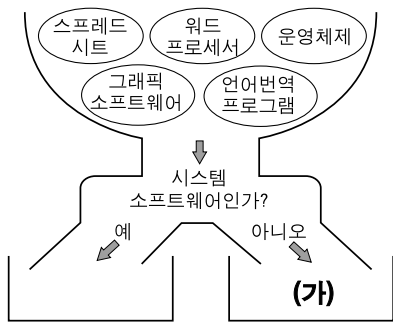 스프레드
시트
워드
프로세서
운영체제
그래픽
소프트웨어
언어번역
프로그램
시스템
소프트웨어인가?
예
아니오
(가)